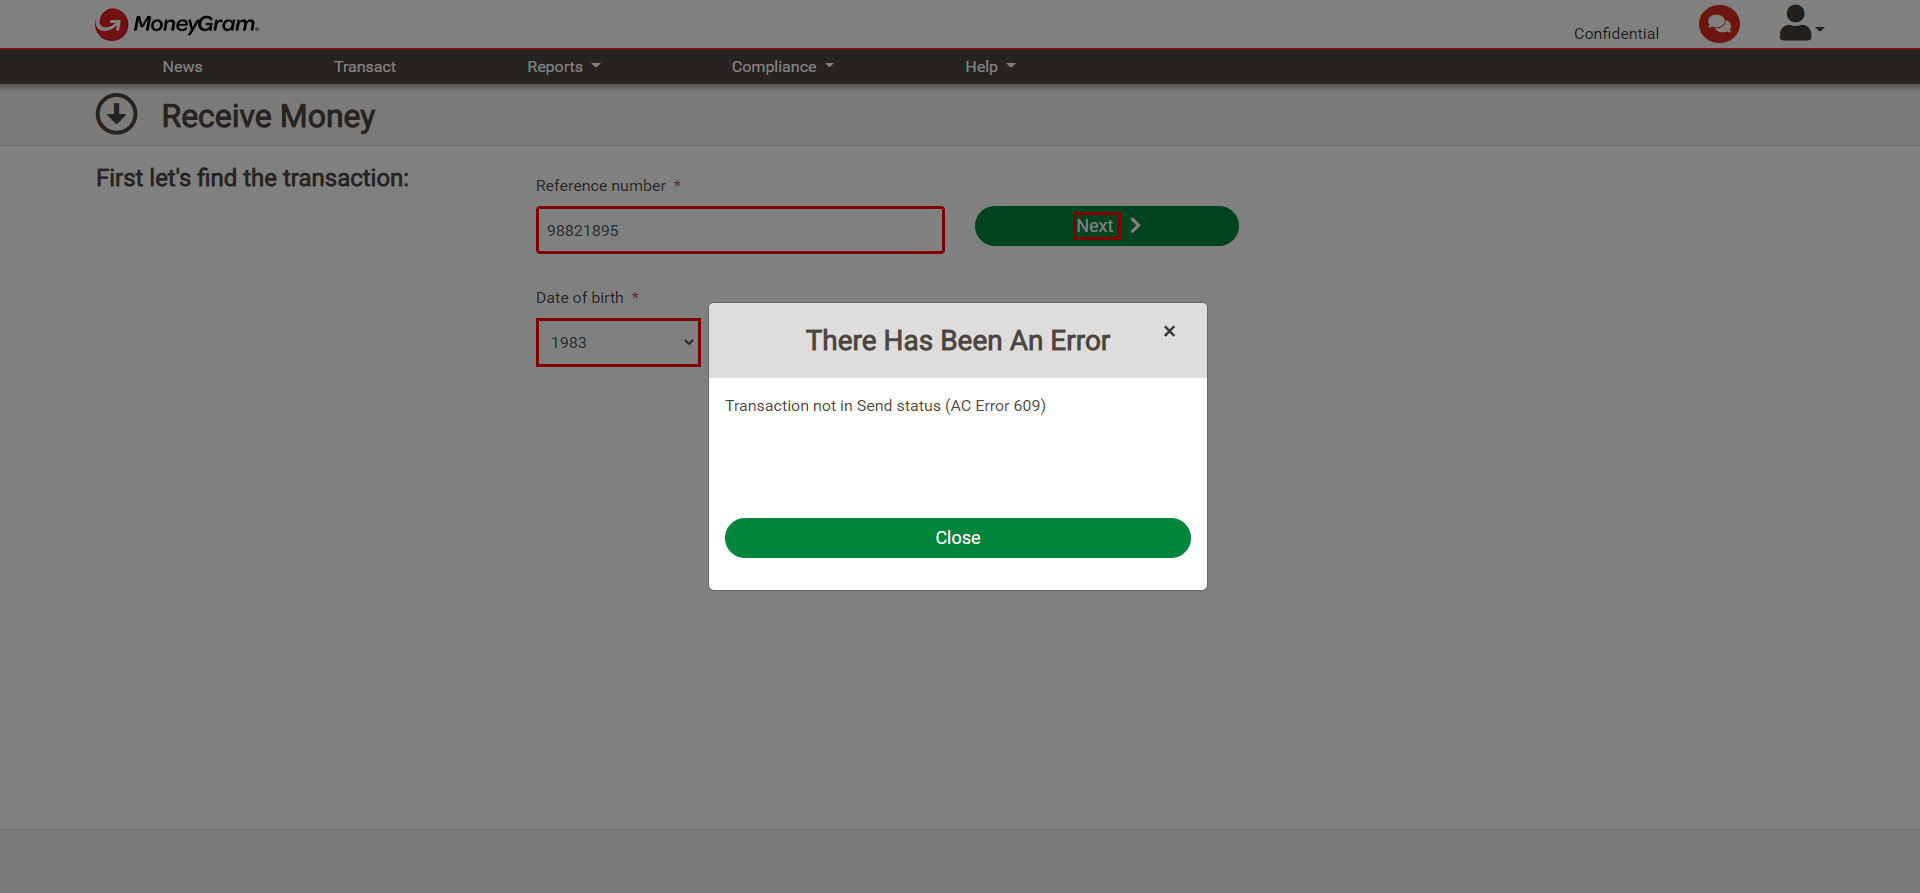 MoneyGram®
Confidential
News
Transact
Reports
Compliance
Help
Receive Money
First let's find the transaction:
Reference number *
98821895
Next
Date of birth *
1983
There Has Been An Error
×
Transaction not in Send status (AC Error 609)
Close